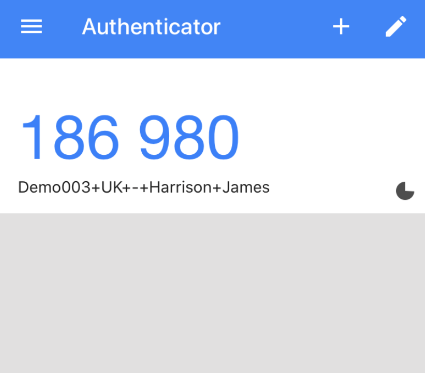 Authenticator
186 980
Demo003+UK+-+Harrison+James